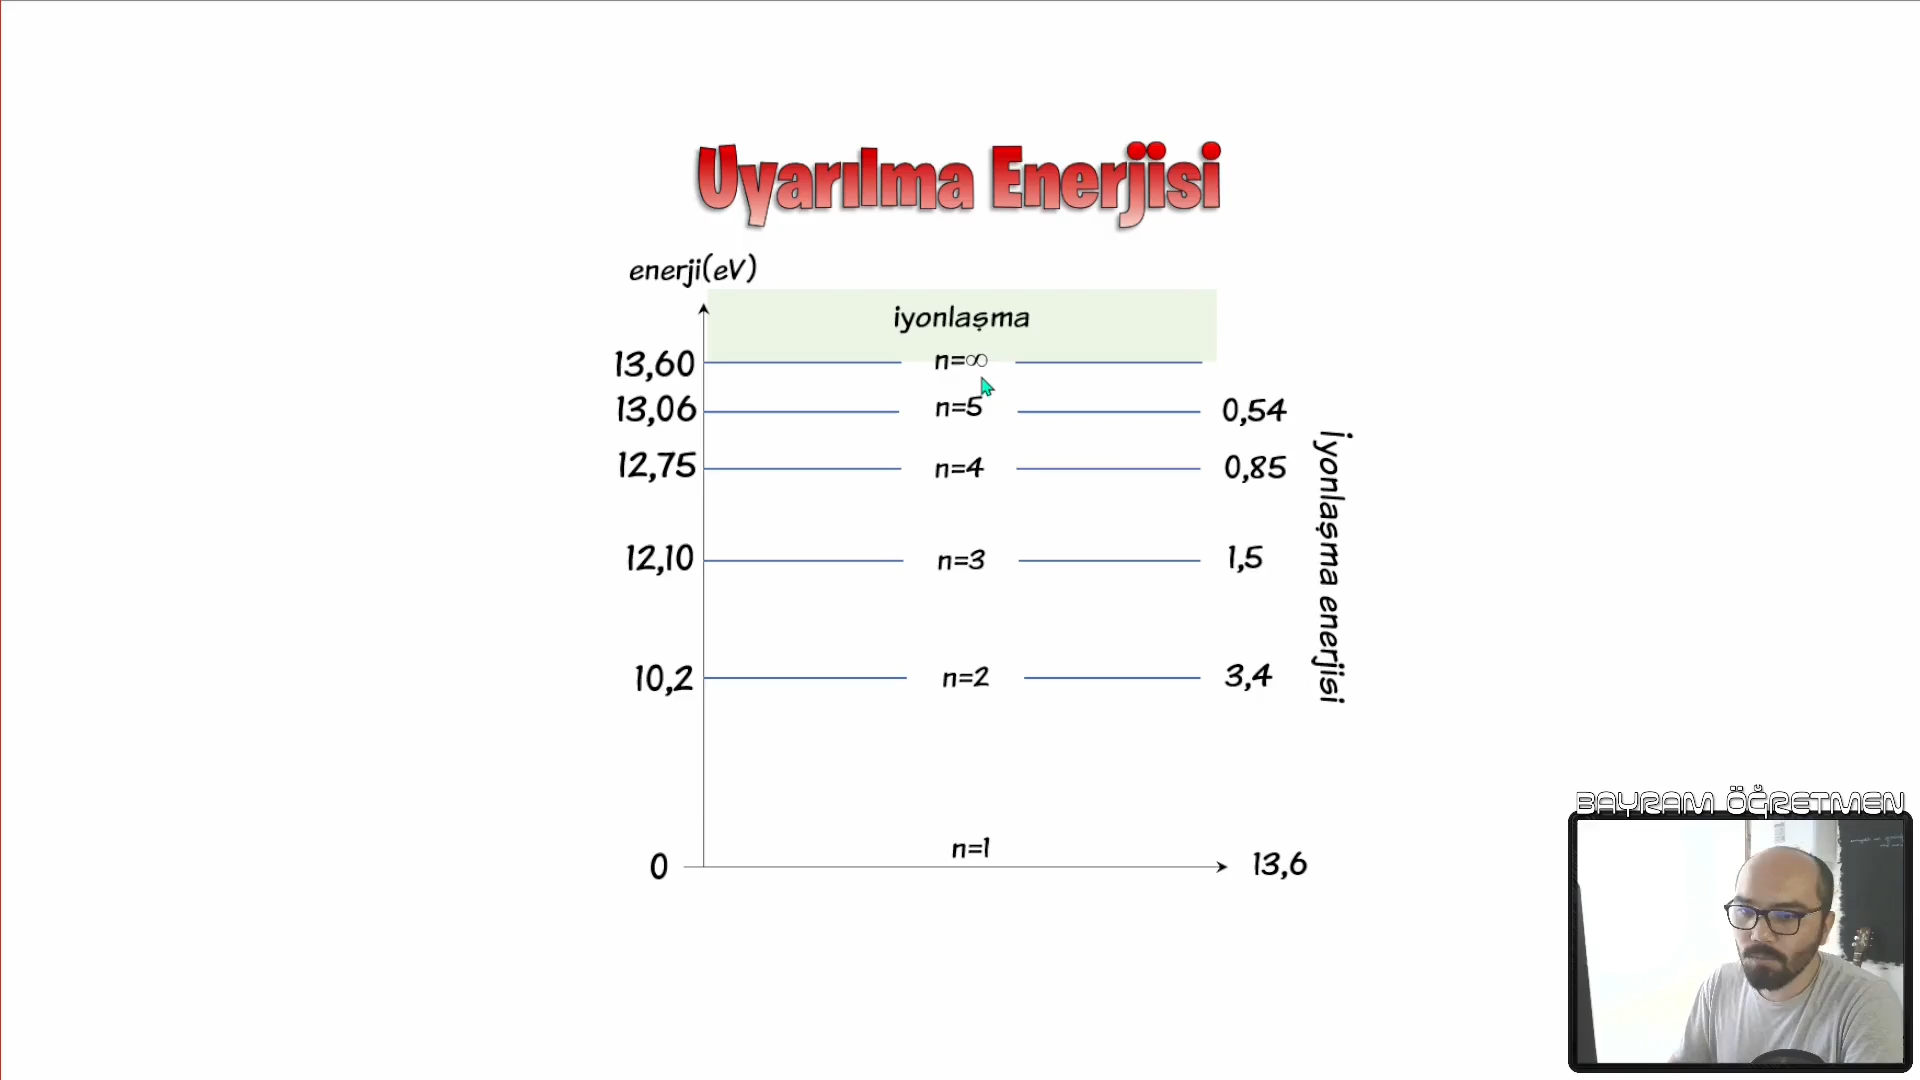 Uyarılma Enerjisi
enerji(eV)
iyonlaşma
13,60 n=∞
13,06 n=5 0,54
12,75 n=4 0,85
12,10 n=3 1,5
10,2 n=2 3,4
n=1
0 13,6
İyonlaşma enerjisi
BAYRAM ÖĞRETMEN